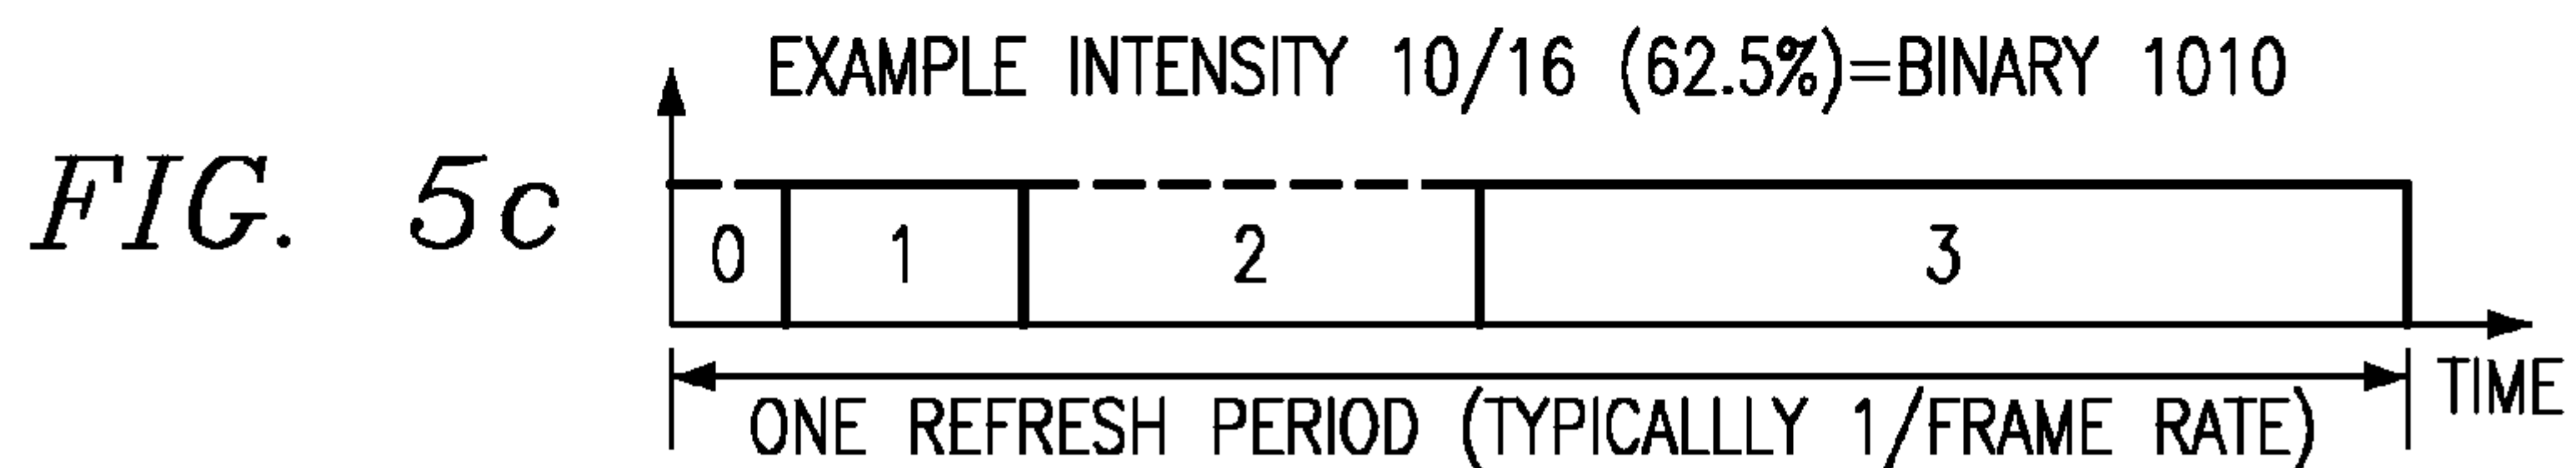 EXAMPLE INTENSITY 10/16 (62.5%)=BINARY 1010
FIG. 5c
0 1 2 3
TIME
ONE REFRESH PERIOD (TYPICALLLY 1/FRAME RATE)